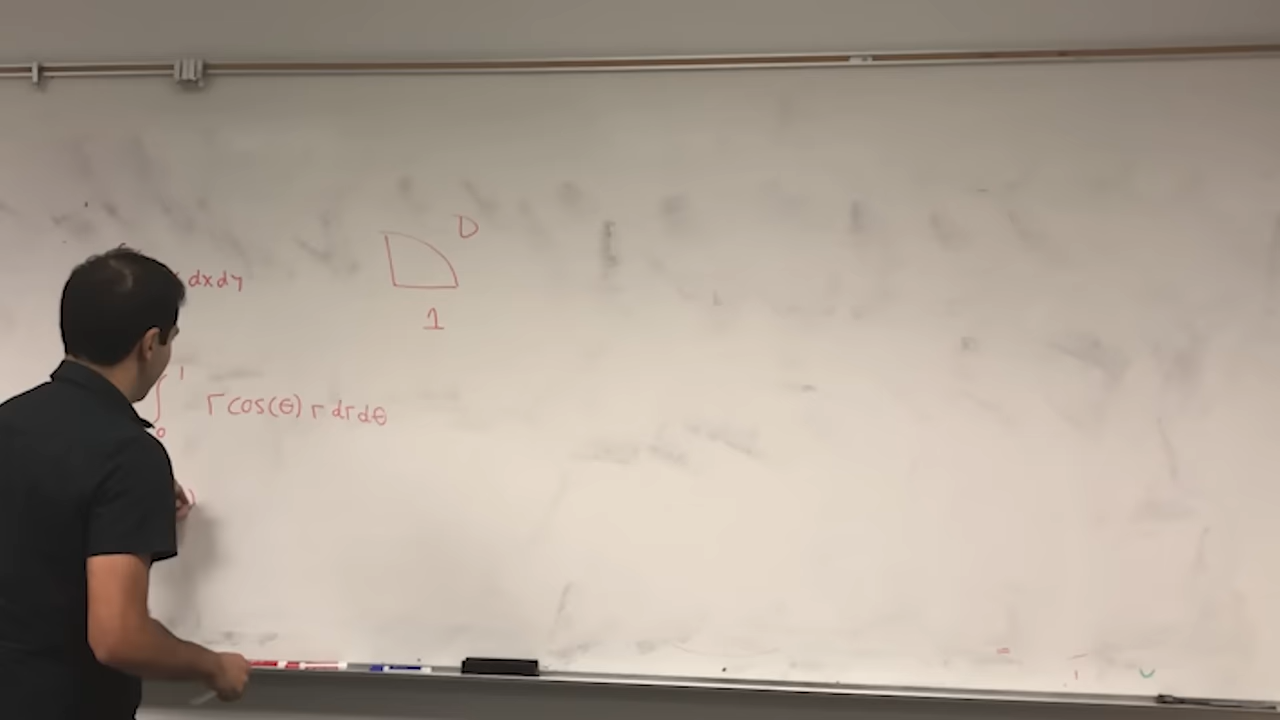 D
dxdy
1
∫ 1 0 r cos(θ) r dr dθ